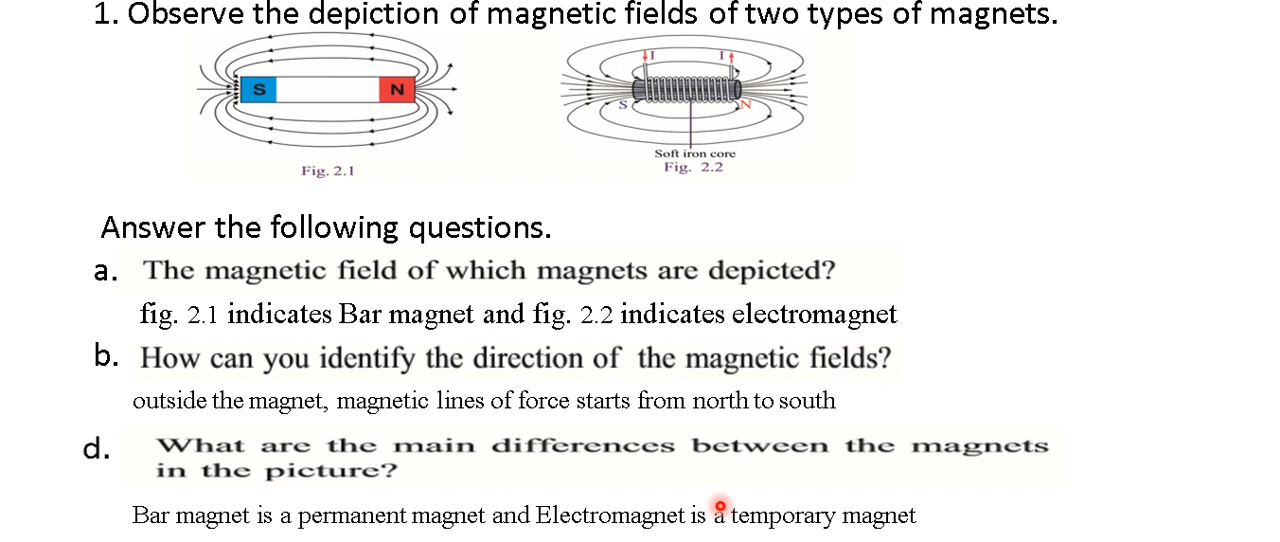 1. Observe the depiction of magnetic fields of two types of magnets.
S N
Fig. 2.1
I I
S N
Soft iron core
Fig. 2.2
Answer the following questions.
a. The magnetic field of which magnets are depicted?
fig. 2.1 indicates Bar magnet and fig. 2.2 indicates electromagnet
b. How can you identify the direction of the magnetic fields?
outside the magnet, magnetic lines of force starts from north to south
d. What are the main differences between the magnets
in the picture?
Bar magnet is a permanent magnet and Electromagnet is a temporary magnet